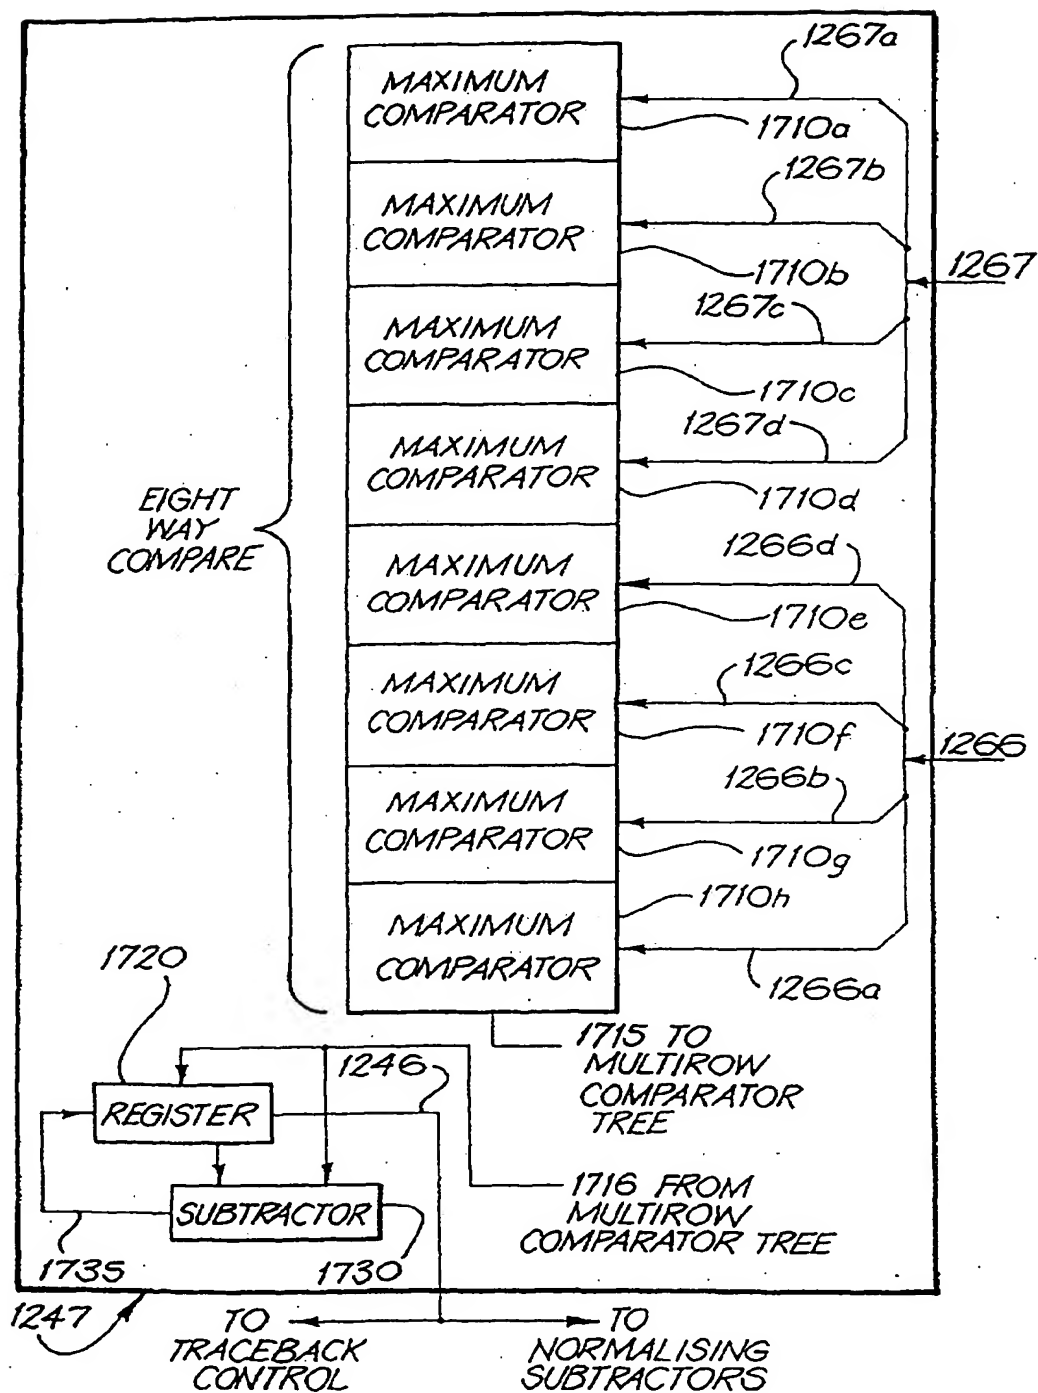 1267a
MAXIMUM
COMPARATOR
1710a
1267b
MAXIMUM
COMPARATOR
1710b
1267
1267c
MAXIMUM
COMPARATOR
1710c
1267d
MAXIMUM
COMPARATOR
1710d
EIGHT
WAY
COMPARE
1266d
MAXIMUM
COMPARATOR
1710e
1266c
MAXIMUM
COMPARATOR
1710f
1266
1266b
MAXIMUM
COMPARATOR
1710g
1710h
MAXIMUM
COMPARATOR
1266a
1720
1715 TO
MULTIROW
COMPARATOR
TREE
1246
REGISTER
1716 FROM
MULTIROW
COMPARATOR TREE
SUBTRACTOR
1735
1730
1247
TO
TRACEBACK
CONTROL
TO
NORMALISING
SUBTRACTORS